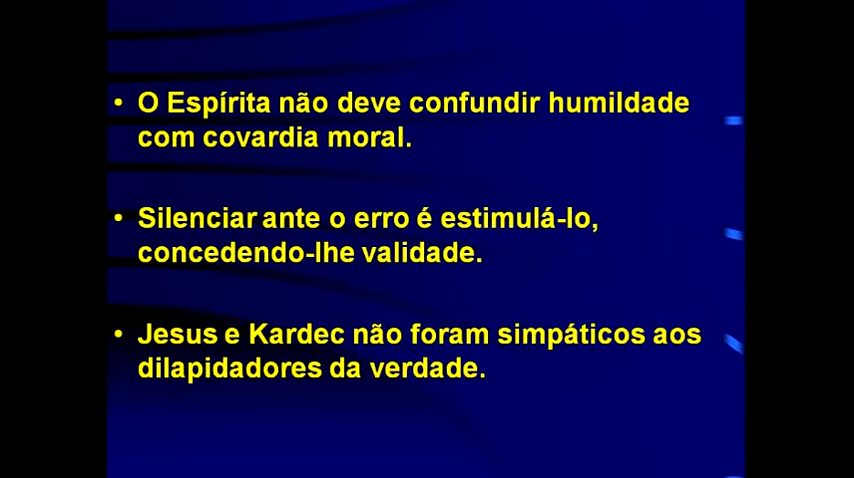 • O Espírita não deve confundir humildade
com covardia moral.
• Silenciar ante o erro é estimulá-lo,
concedendo-lhe validade.
• Jesus e Kardec não foram simpáticos aos
dilapidadores da verdade.